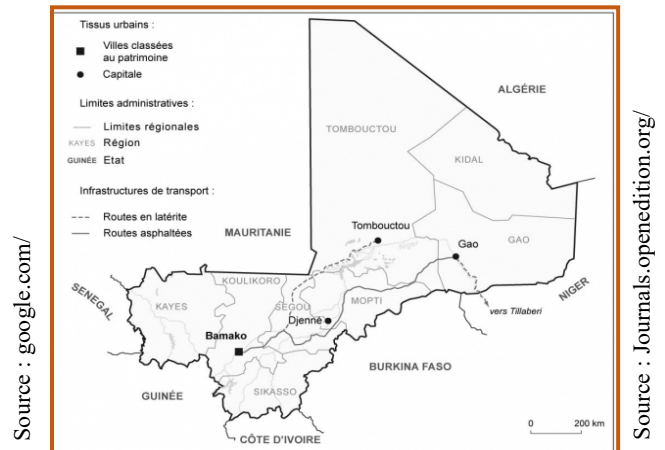 Source : google.com/
Tissus urbains :
Villes classées
au patrimoine
Capitale
Limites administratives :
Limites régionales
KAYES Région
GUINÉE Etat
Infrastructures de transport :
Routes en latérite
Routes asphaltées
ALGÉRIE
TOMBOUCTOU
KIDAL
MAURITANIE
Tombouctou
Gao
GAO
SENEGAL
KAYES
KOULIKORO
SÉGOU
MOPTI
NIGER
vers Tillaberi
Djenné
Bamako
BURKINA FASO
GUINÉE
SIKASSO
CÔTE D'IVOIRE
0 200 km
Source : Journals.openedition.org/